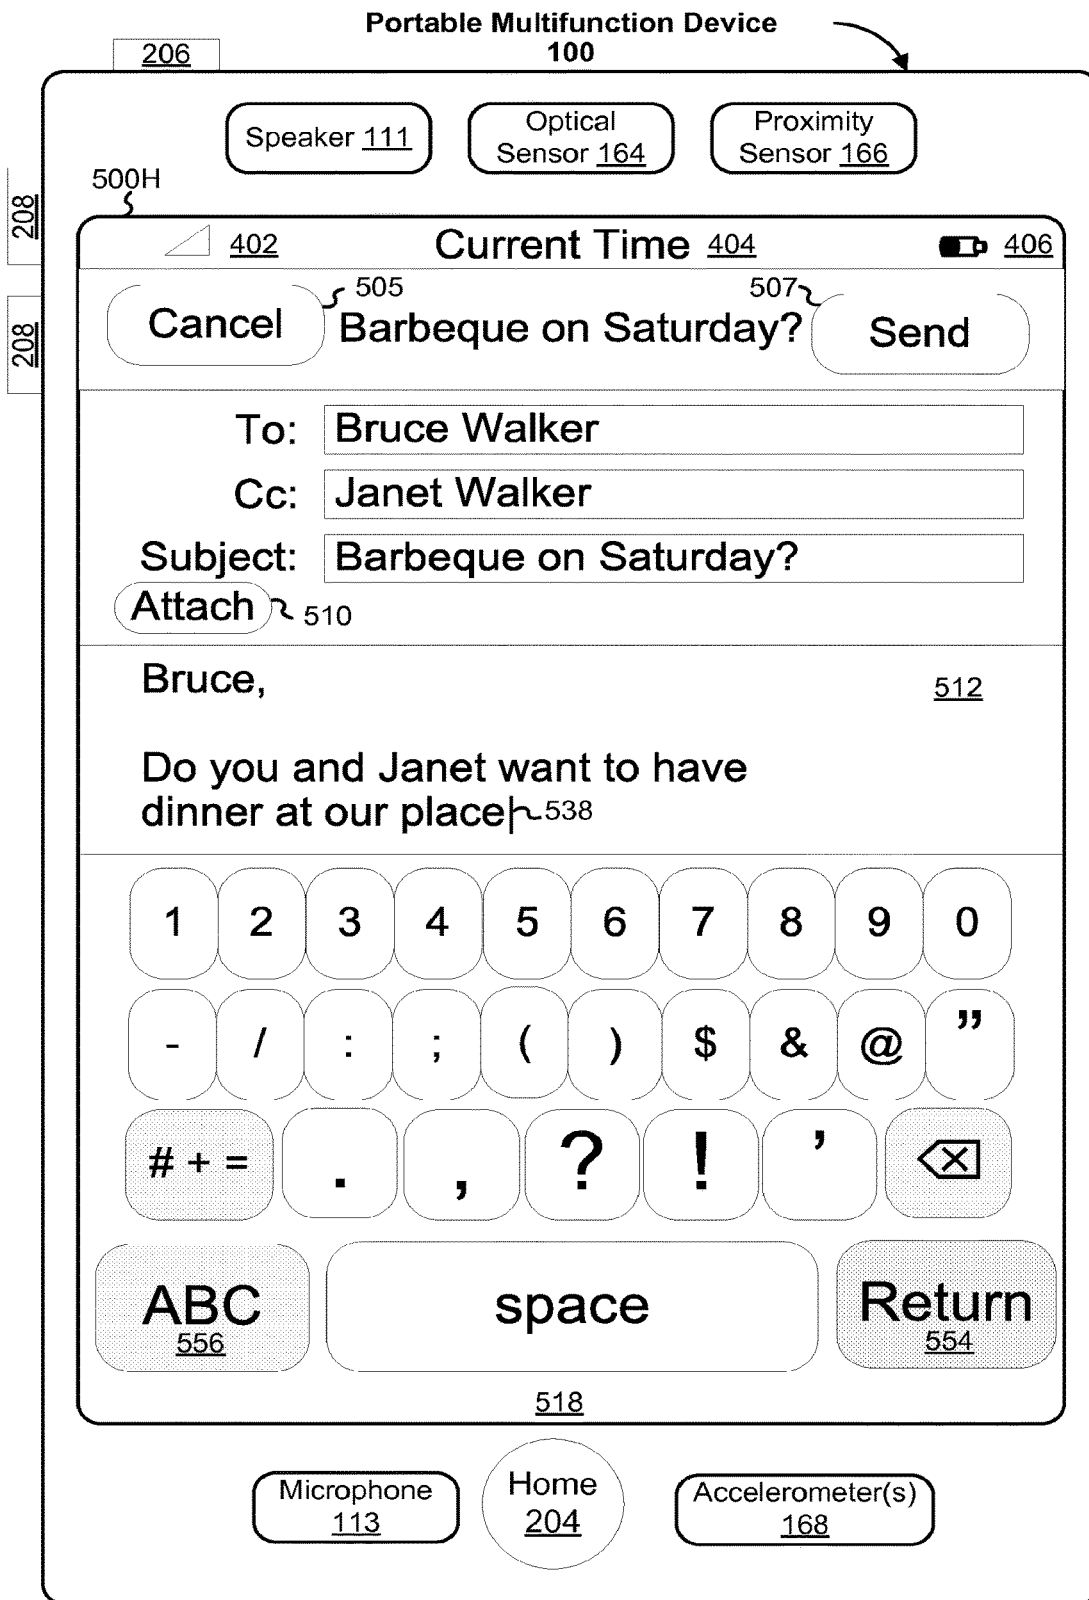 Portable Multifunction Device
100
206
Speaker 111
Optical
Sensor 164
Proximity
Sensor 166
500H
208
208
402
Current Time 404
406
Cancel
505
Barbeque on Saturday?
507
Send
To:
Bruce Walker
Cc:
Janet Walker
Subject:
Barbeque on Saturday?
Attach
510
Bruce,
512
Do you and Janet want to have
dinner at our place
538
1 2 3 4 5 6 7 8 9 0
- / : ; ( ) $ & @ ”
# + = . , ? ! ’
ABC
556
space
Return
554
518
Microphone
113
Home
204
Accelerometer(s)
168